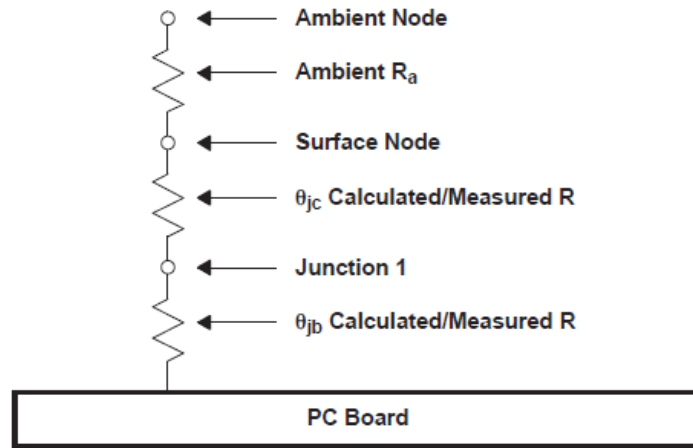 Ambient Node
Ambient Ra
Surface Node
θjc Calculated/Measured R
Junction 1
θjb Calculated/Measured R
PC Board